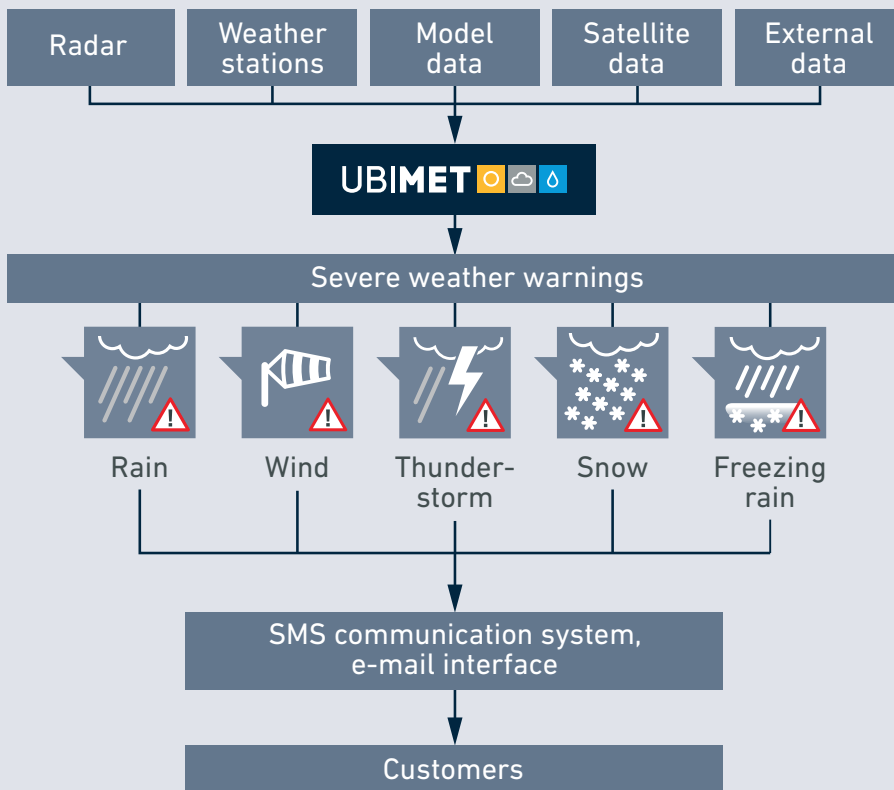 Radar
Weather
stations
Model
data
Satellite
data
External
data
UBIMET
Severe weather warnings
!
!
!
!
!
Rain
Wind
Thunder-
storm
Snow
Freezing
rain
SMS communication system,
e-mail interface
Customers